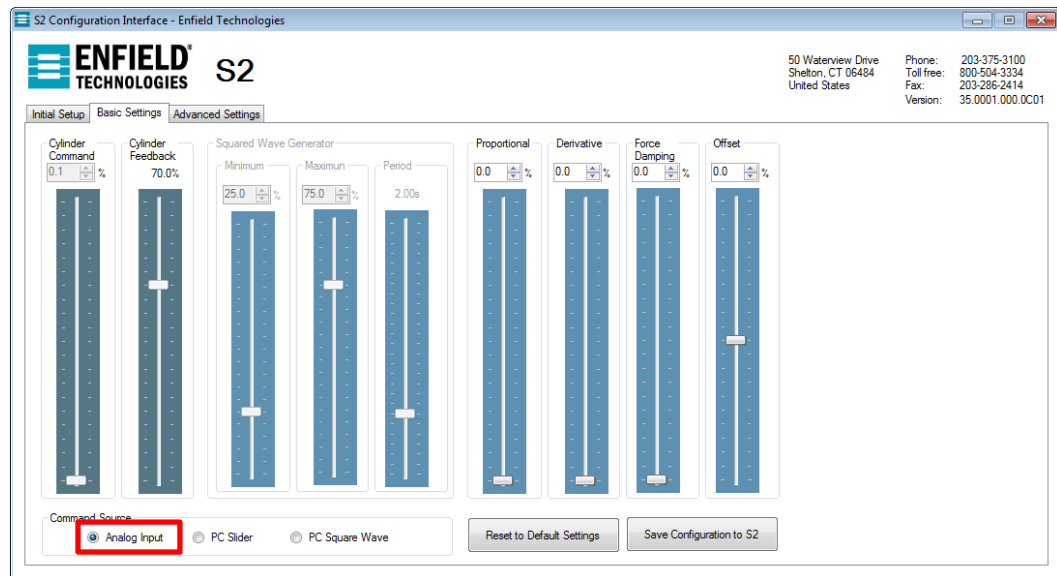 S2 Configuration Interface - Enfield Technologies
ENFIELD®
TECHNOLOGIES
S2
50 Waterview Drive
Shelton, CT 06484
United States
Phone: 203-375-3100
Toll free: 800-504-3334
Fax: 203-286-2414
Version: 35.0001.000.0C01
Initial Setup Basic Settings Advanced Settings
Cylinder Command
0.1 %
Cylinder Feedback
70.0%
Squared Wave Generator
Minimum
25.0 %
Maximun
75.0 %
Period
2.00s
Proportional
0.0 %
Derivative
0.0 %
Force Damping
0.0 %
Offset
0.0 %
Command Source
Analog Input PC Slider PC Square Wave
Reset to Default Settings
Save Configuration to S2